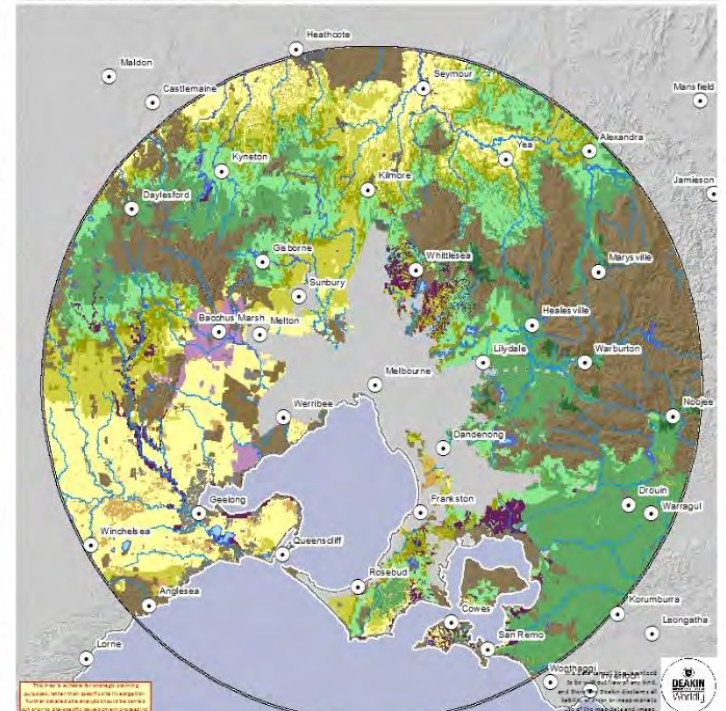 Heathcote
Maldon
Seymour
Mansfield
Castlemaine
Alexandra
Yea
Kyneton
Jamieson
Kilmore
Daylesford
Gisborne
Whittlesea
Marysville
Sunbury
Bacchus Marsh
Melton
Healesville
Lilydale
Warburton
Melbourne
Noojee
Werribee
Dandenong
Drouin
Geelong
Frankston
Warragul
Winchelsea
Queenscliff
Rosebud
Anglesea
Cowes
Korumburra
Leongatha
San Remo
Lorne
Wonthaggi
DEAKIN
Worldly